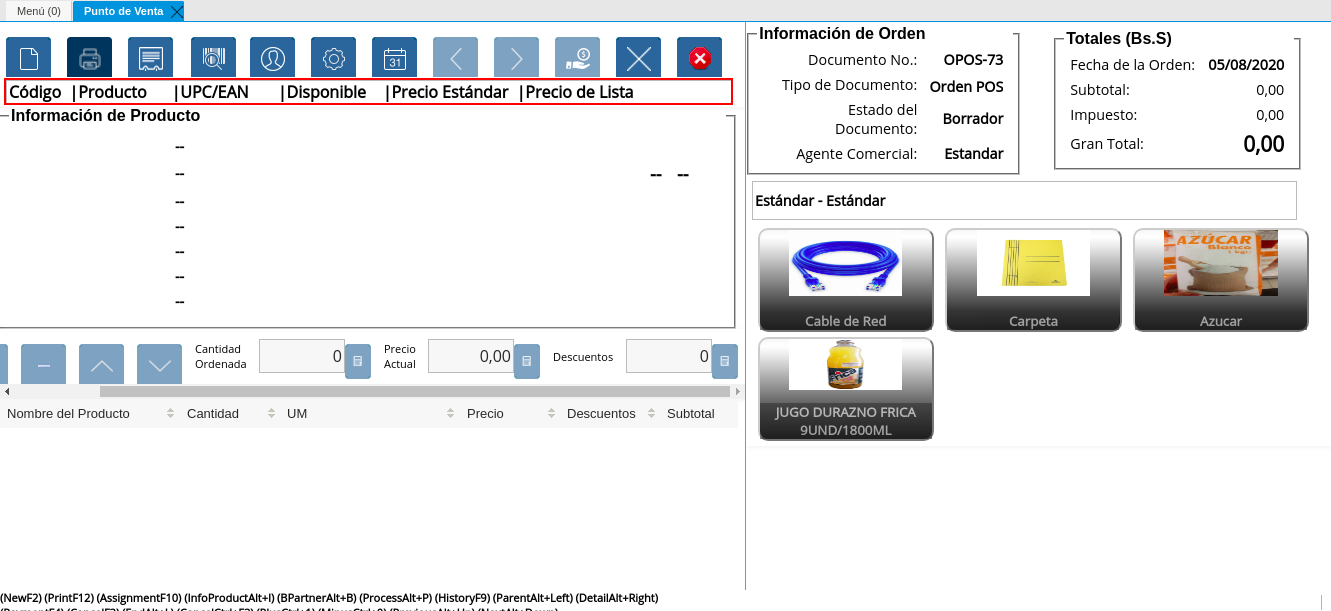 Menú (0)
Punto de Venta
31
Código |Producto |UPC/EAN |Disponible |Precio Estándar |Precio de Lista
Información de Producto
--
--
-- --
--
--
--
--
--
Cantidad Ordenada
0
Precio Actual
0,00
Descuentos
0
Nombre del Producto Cantidad UM Precio Descuentos Subtotal
Información de Orden
Documento No.: OPOS-73
Tipo de Documento: Orden POS
Estado del Documento: Borrador
Agente Comercial: Estandar
Totales (Bs.S)
Fecha de la Orden: 05/08/2020
Subtotal: 0,00
Impuesto: 0,00
Gran Total: 0,00
Estándar - Estándar
Cable de Red
Carpeta
AZÚCAR
Blanco
Azucar
JUGO DURAZNO FRICA
9UND/1800ML
(NewF2) (PrintF12) (AssignmentF10) (InfoProductAlt+I) (BPartnerAlt+B) (ProcessAlt+P) (HistoryF9) (ParentAlt+Left) (DetailAlt+Right)